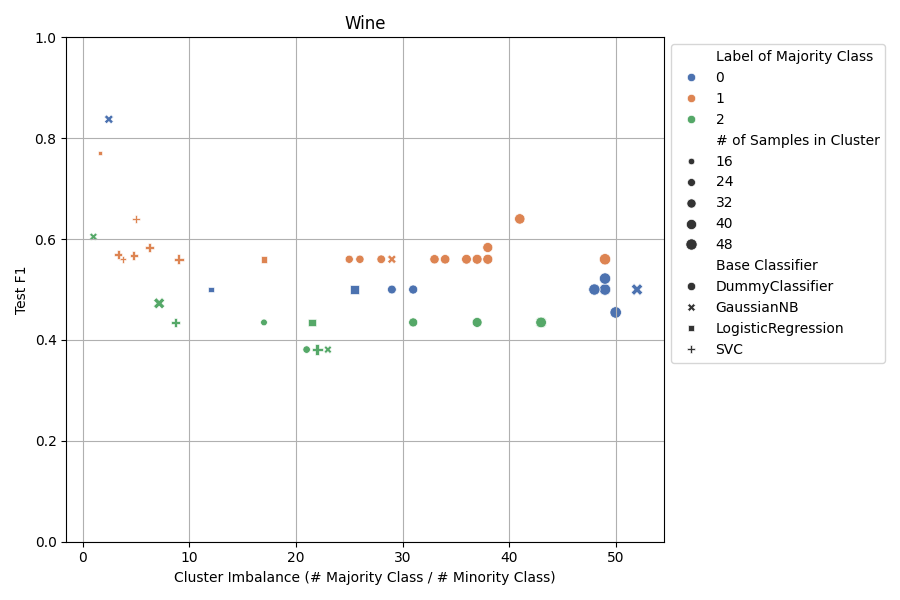 Wine
1.0
0.8
0.6
0.4
0.2
0.0
Test F1
0 10 20 30 40 50
Cluster Imbalance (# Majority Class / # Minority Class)
Label of Majority Class
0
1
2
# of Samples in Cluster
16
24
32
40
48
Base Classifier
DummyClassifier
GaussianNB
LogisticRegression
SVC